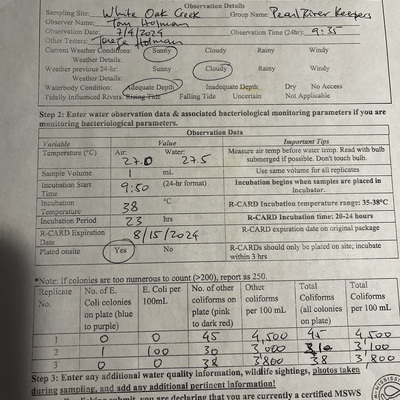 Observation Details
Sampling Site: White Oak Creek Group Name: Pearl River Keepers
Observer Name: Tom Holman
Observation Date: 7/4/2024 Observation Time (24hr): 9:35
Other Testers: Holman
Current Weather Conditions: Sunny Cloudy Rainy Windy
Weather Details:
Weather previous 24-hr: Sunny Cloudy Rainy Windy
Weather Details:
Waterbody Condition: Adequate Depth Inadequate Depth Dry No Access
Tidally Influenced Rivers: Rising Tide Falling Tide Uncertain Not Applicable
Step 2: Enter water observation data & associated bacteriological monitoring parameters if you are
monitoring bacteriological parameters.
Observation Data
Variable Value Important Tips
Temperature (°C) Air: 27.0 Water: 27.5 Measure air temp before water temp. Read with bulb
submerged if possible. Don't touch bulb.
Sample Volume 1 mL Use same volume for all replicates
Incubation Start Time 9:50 (24-hr format) Incubation begins when samples are placed in
incubator.
Incubation Temperature 38 °C R-CARD Incubation temperature range: 35-38°C
Incubation Period 23 hrs R-CARD Incubation time: 20-24 hours
R-CARD Expiration Date 8/15/2024 R-CARD expiration date on original package
Plated onsite Yes No R-CARDs should only be plated on site; incubate
within 3 hrs
*Note: If colonies are too numerous to count (>200), report as 250.
Replicate No. No. of E. Coli colonies on plate (blue to purple) E. Coli per 100mL No. of other coliforms on plate (pink to dark red) Other coliforms per 100 mL Total Coliforms (all colonies on plate) Total Coliforms per 100 mL
1 0 0 45 4,500 45 4,500
2 1 100 30 3,000 3,100
3 0 0 38 3,800 38 3,800
Step 3: Enter any additional water quality information, wildlife sightings, photos taken
during sampling, and add any additional pertinent information!
submit, you are declaring that you are currently a certified MSWS